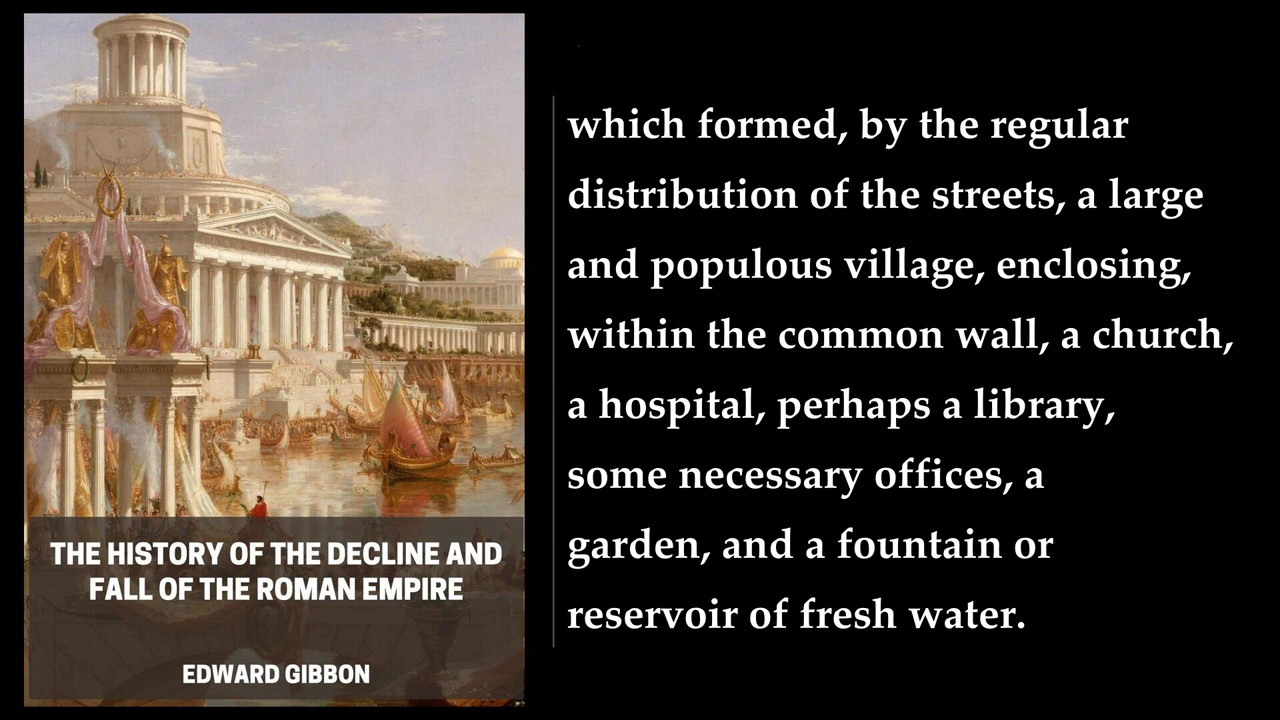 THE HISTORY OF THE DECLINE AND
FALL OF THE ROMAN EMPIRE
EDWARD GIBBON
which formed, by the regular
distribution of the streets, a large
and populous village, enclosing,
within the common wall, a church,
a hospital, perhaps a library,
some necessary offices, a
garden, and a fountain or
reservoir of fresh water.